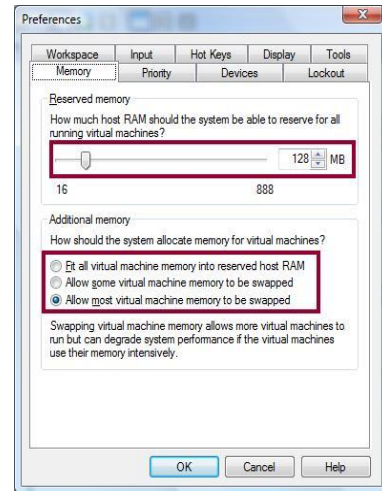 Preferences
Workspace Input Hot Keys Display Tools
Memory Priority Devices Lockout
Reserved memory
How much host RAM should the system be able to reserve for all
running virtual machines?
128 MB
16 888
Additional memory
How should the system allocate memory for virtual machines?
Fit all virtual machine memory into reserved host RAM
Allow some virtual machine memory to be swapped
Allow most virtual machine memory to be swapped
Swapping virtual machine memory allows more virtual machines to
run but can degrade system performance if the virtual machines
use their memory intensively.
OK Cancel Help